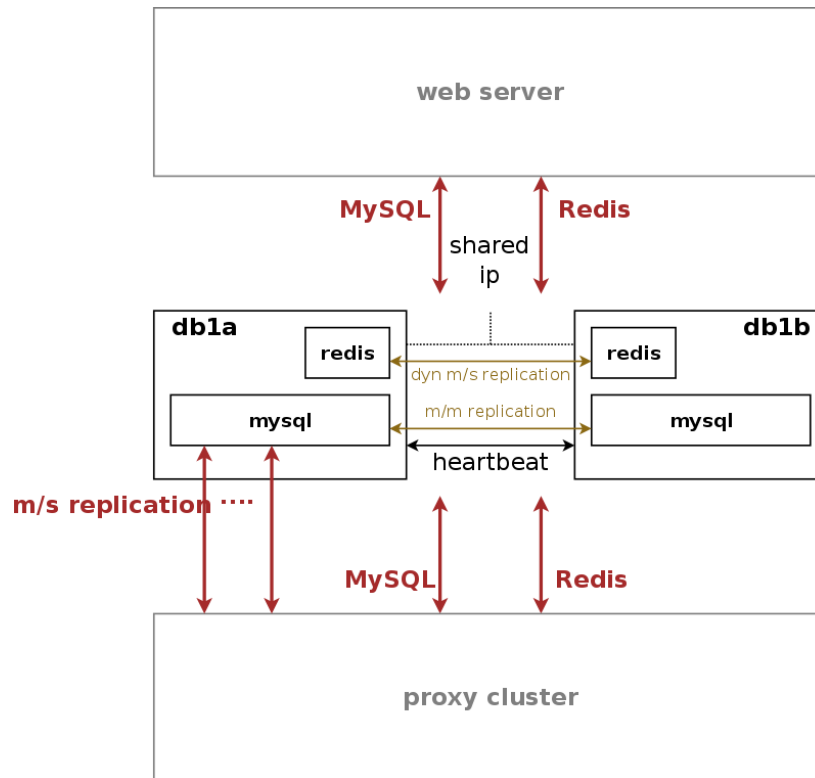 web server
MySQL
Redis
shared
ip
db1a
db1b
redis
redis
dyn m/s replication
m/m replication
mysql
mysql
heartbeat
m/s replication ....
MySQL
Redis
proxy cluster